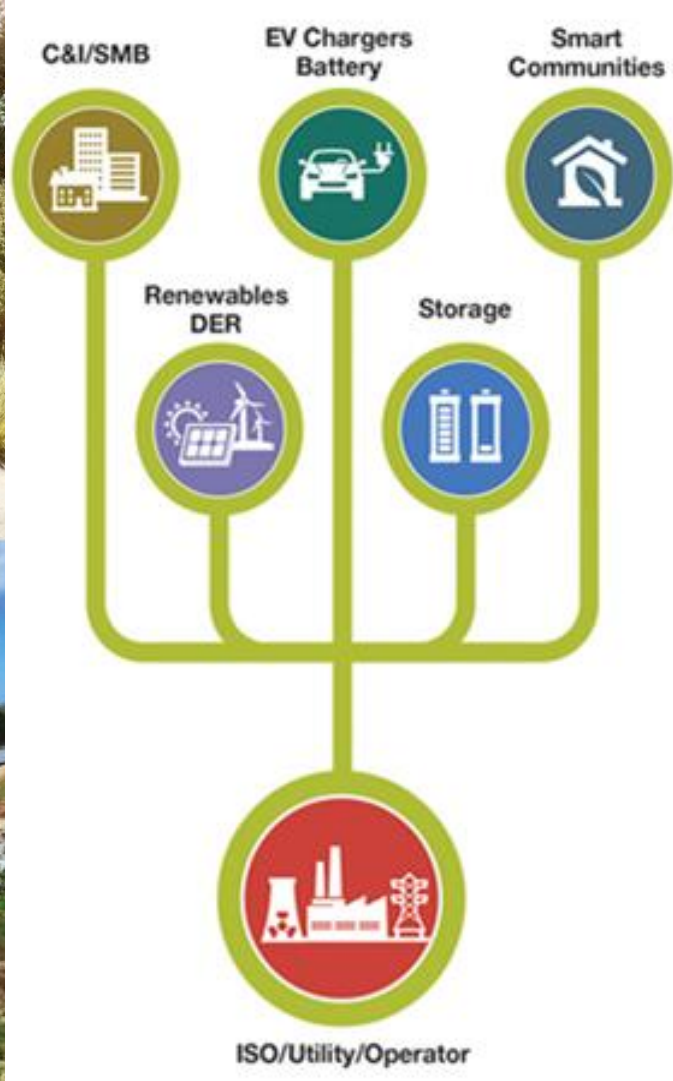 C&I/SMB
EV Chargers
Battery
Smart
Communities
Renewables
DER
Storage
ISO/Utility/Operator